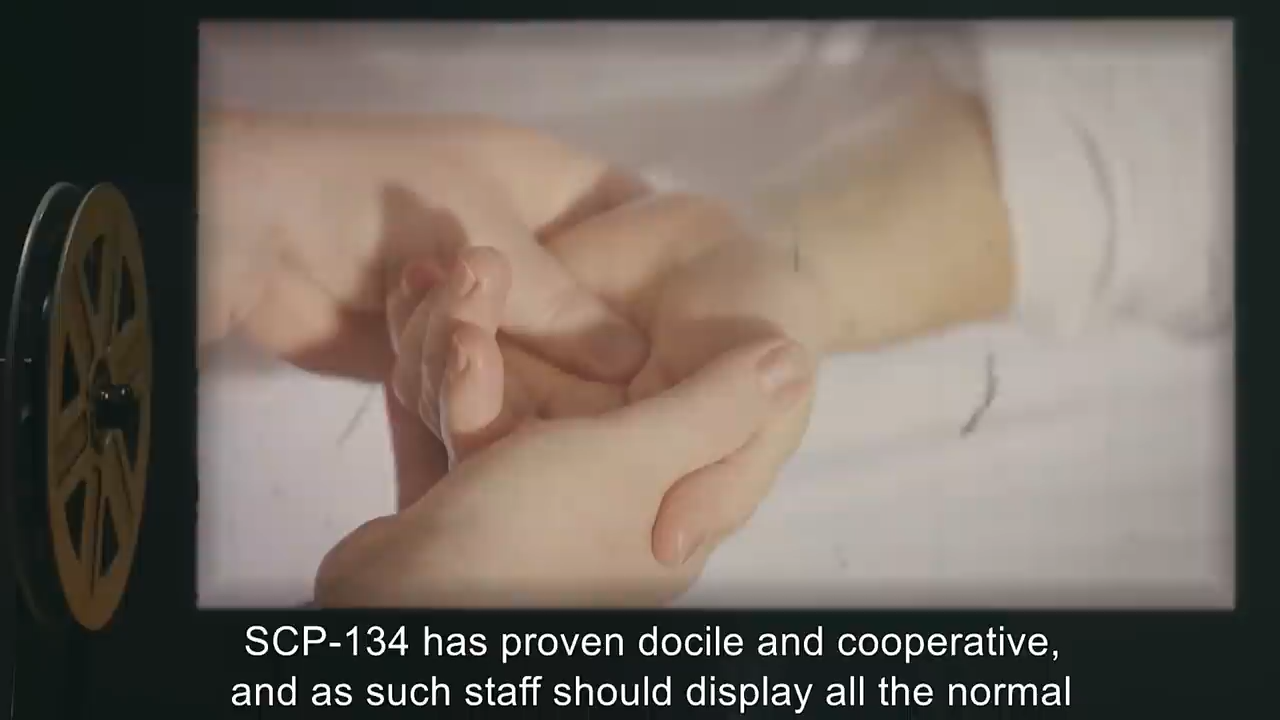 SCP-134 has proven docile and cooperative,
and as such staff should display all the normal